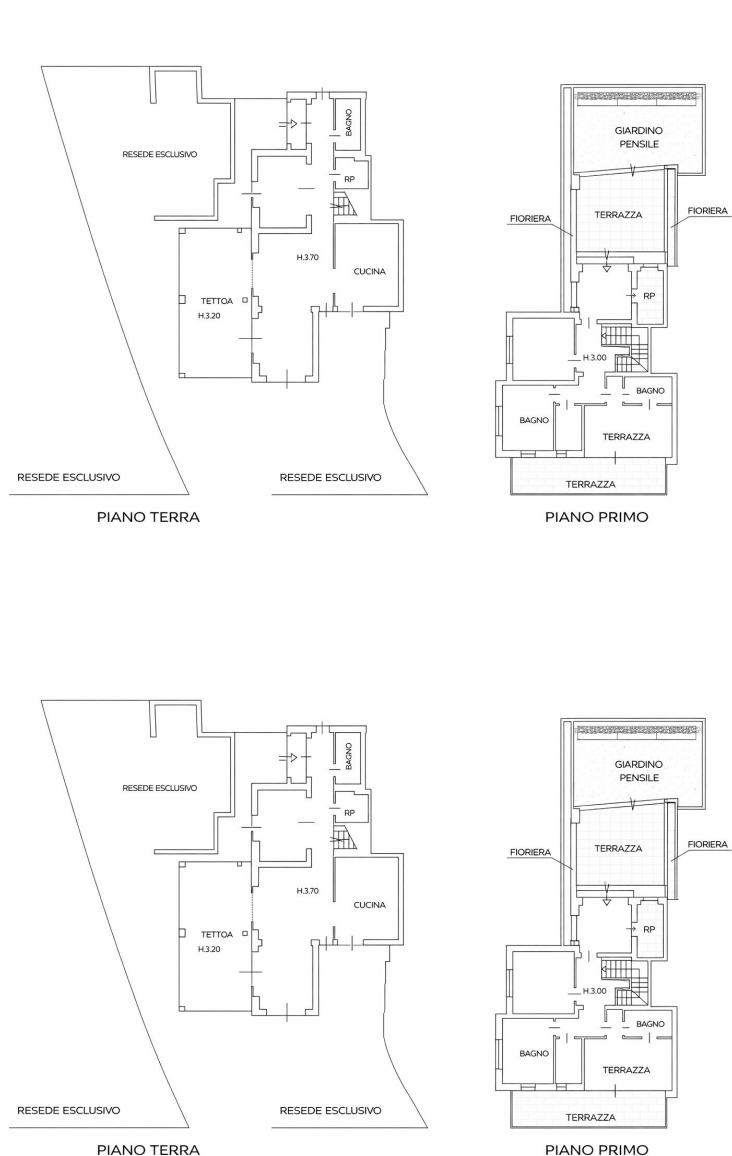 RESEDE ESCLUSIVO
BAGNO
RP
H.3.70
CUCINA
TETTOA
H.3.20
RESEDE ESCLUSIVO
RESEDE ESCLUSIVO
PIANO TERRA
GIARDINO
PENSILE
FIORIERA
TERRAZZA
FIORIERA
RP
H.3.00
BAGNO
BAGNO
TERRAZZA
TERRAZZA
PIANO PRIMO
RESEDE ESCLUSIVO
BAGNO
RP
H.3.70
CUCINA
TETTOA
H.3.20
RESEDE ESCLUSIVO
RESEDE ESCLUSIVO
PIANO TERRA
GIARDINO
PENSILE
FIORIERA
TERRAZZA
FIORIERA
RP
H.3.00
BAGNO
BAGNO
TERRAZZA
TERRAZZA
PIANO PRIMO